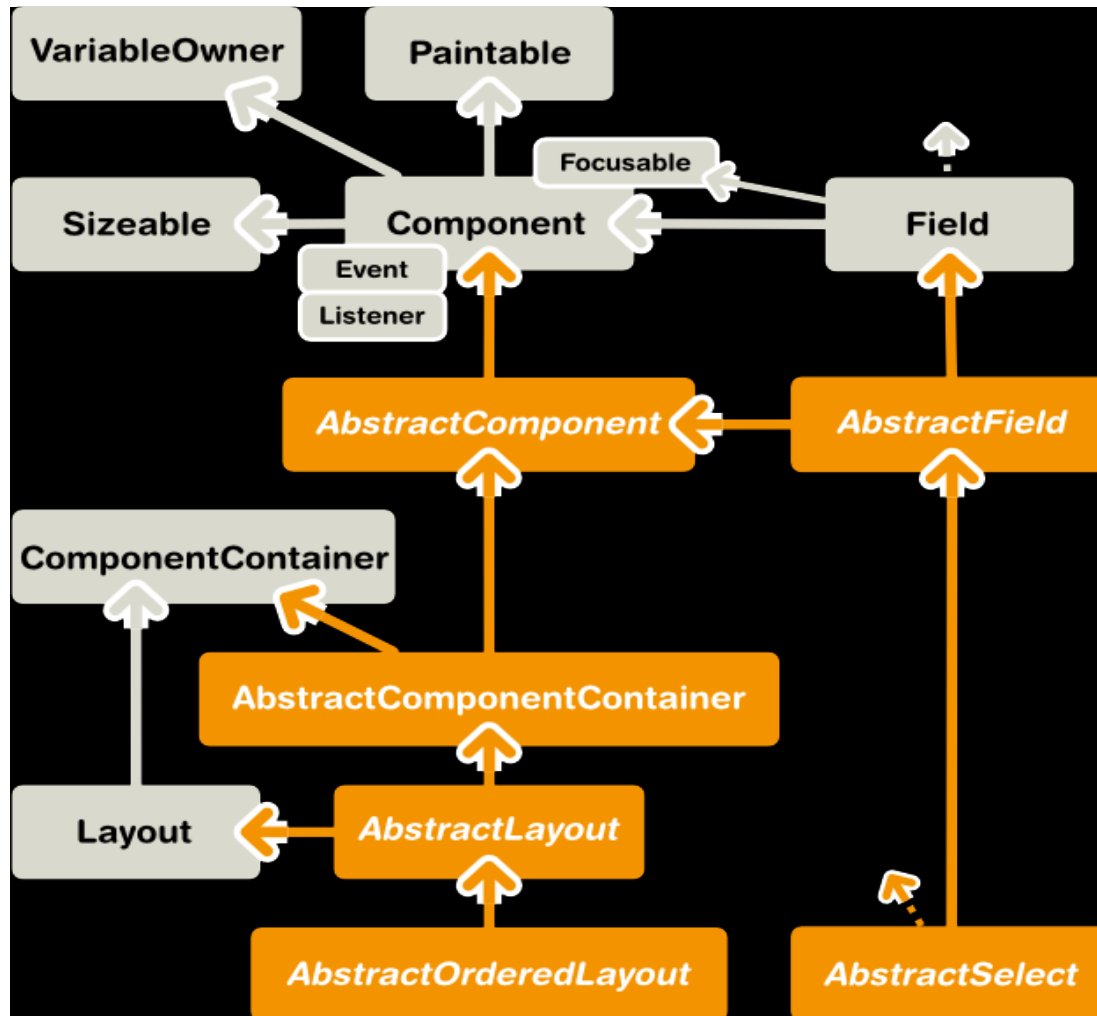 VariableOwner
Paintable
Focusable
Sizeable
Component
Field
Event
Listener
AbstractComponent
AbstractField
ComponentContainer
AbstractComponentContainer
Layout
AbstractLayout
AbstractOrderedLayout
AbstractSelect